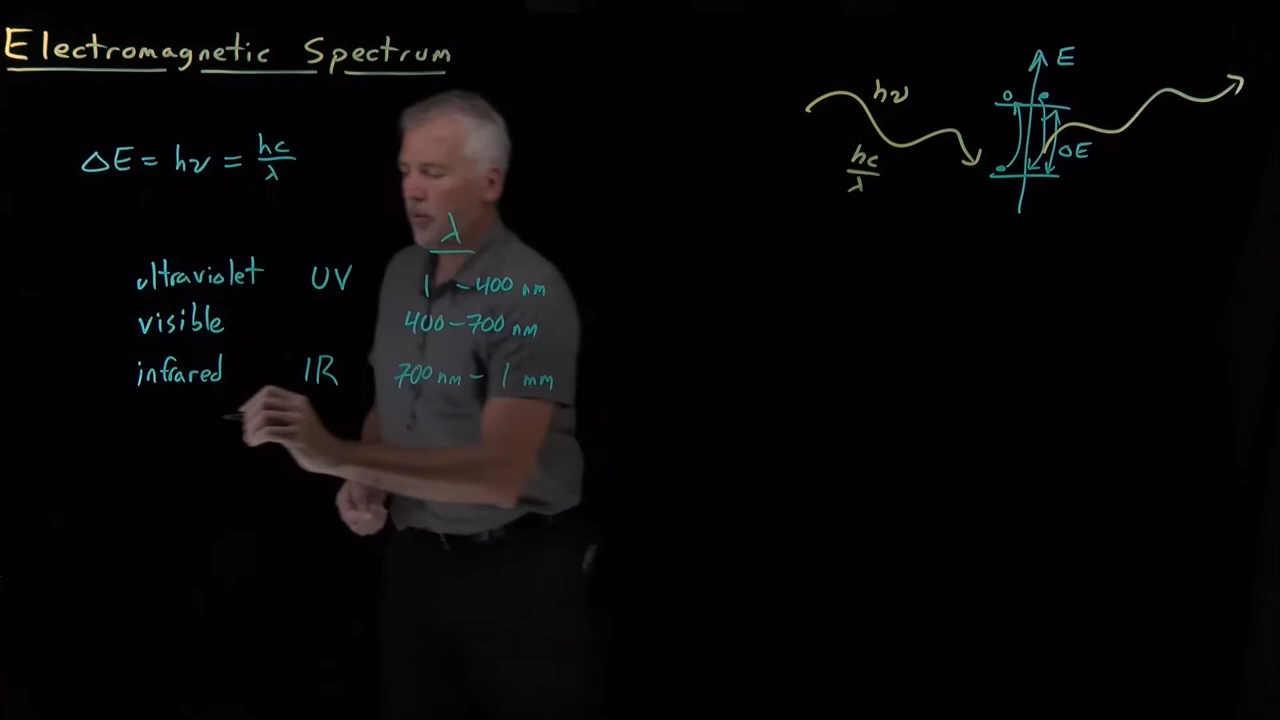 Electromagnetic Spectrum
ΔE = hν = hc/λ
λ
ultraviolet UV 1 - 400 nm
visible 400 - 700 nm
infrared IR 700 nm - 1 mm
hν
hc/λ
E
ΔE